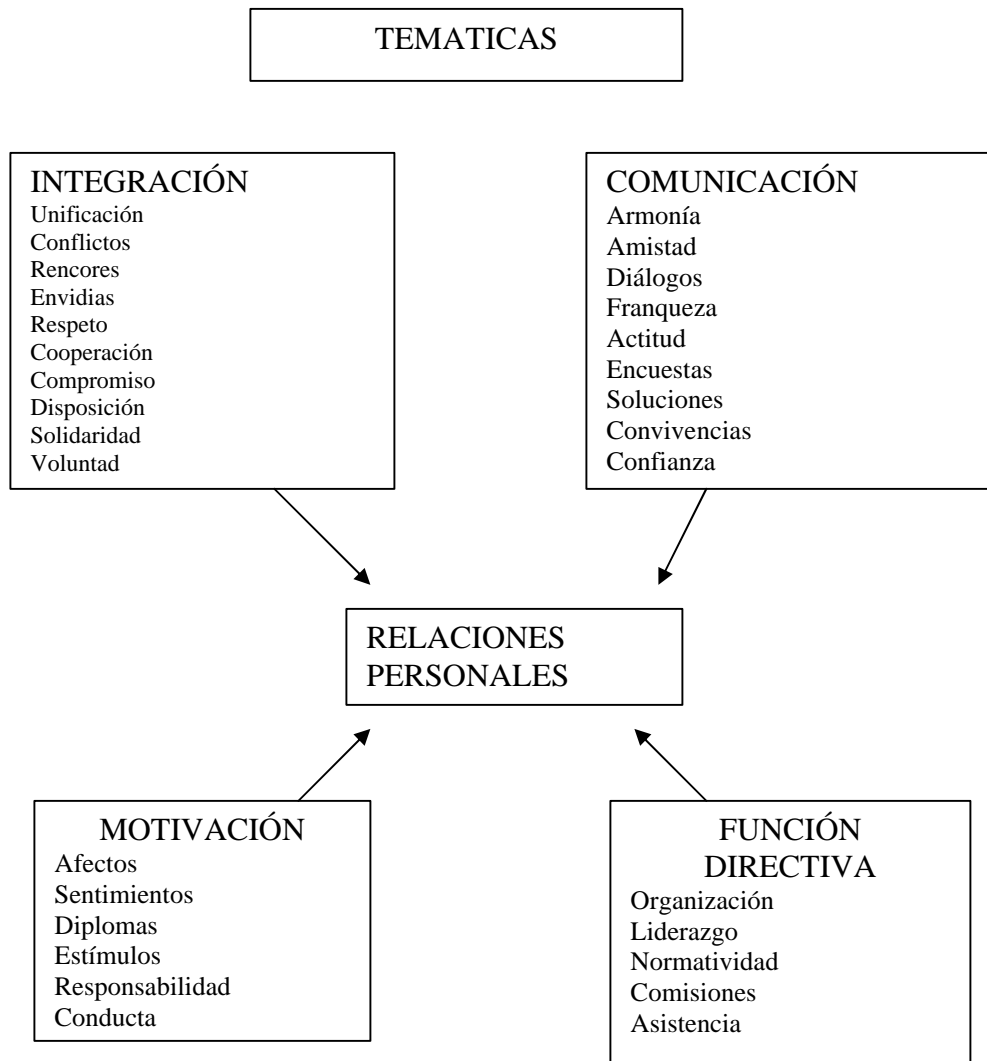 TEMATICAS
INTEGRACIÓN
Unificación
Conflictos
Rencores
Envidias
Respeto
Cooperación
Compromiso
Disposición
Solidaridad
Voluntad
COMUNICACIÓN
Armonía
Amistad
Diálogos
Franqueza
Actitud
Encuestas
Soluciones
Convivencias
Confianza
RELACIONES
PERSONALES
MOTIVACIÓN
Afectos
Sentimientos
Diplomas
Estímulos
Responsabilidad
Conducta
FUNCIÓN
DIRECTIVA
Organización
Liderazgo
Normatividad
Comisiones
Asistencia